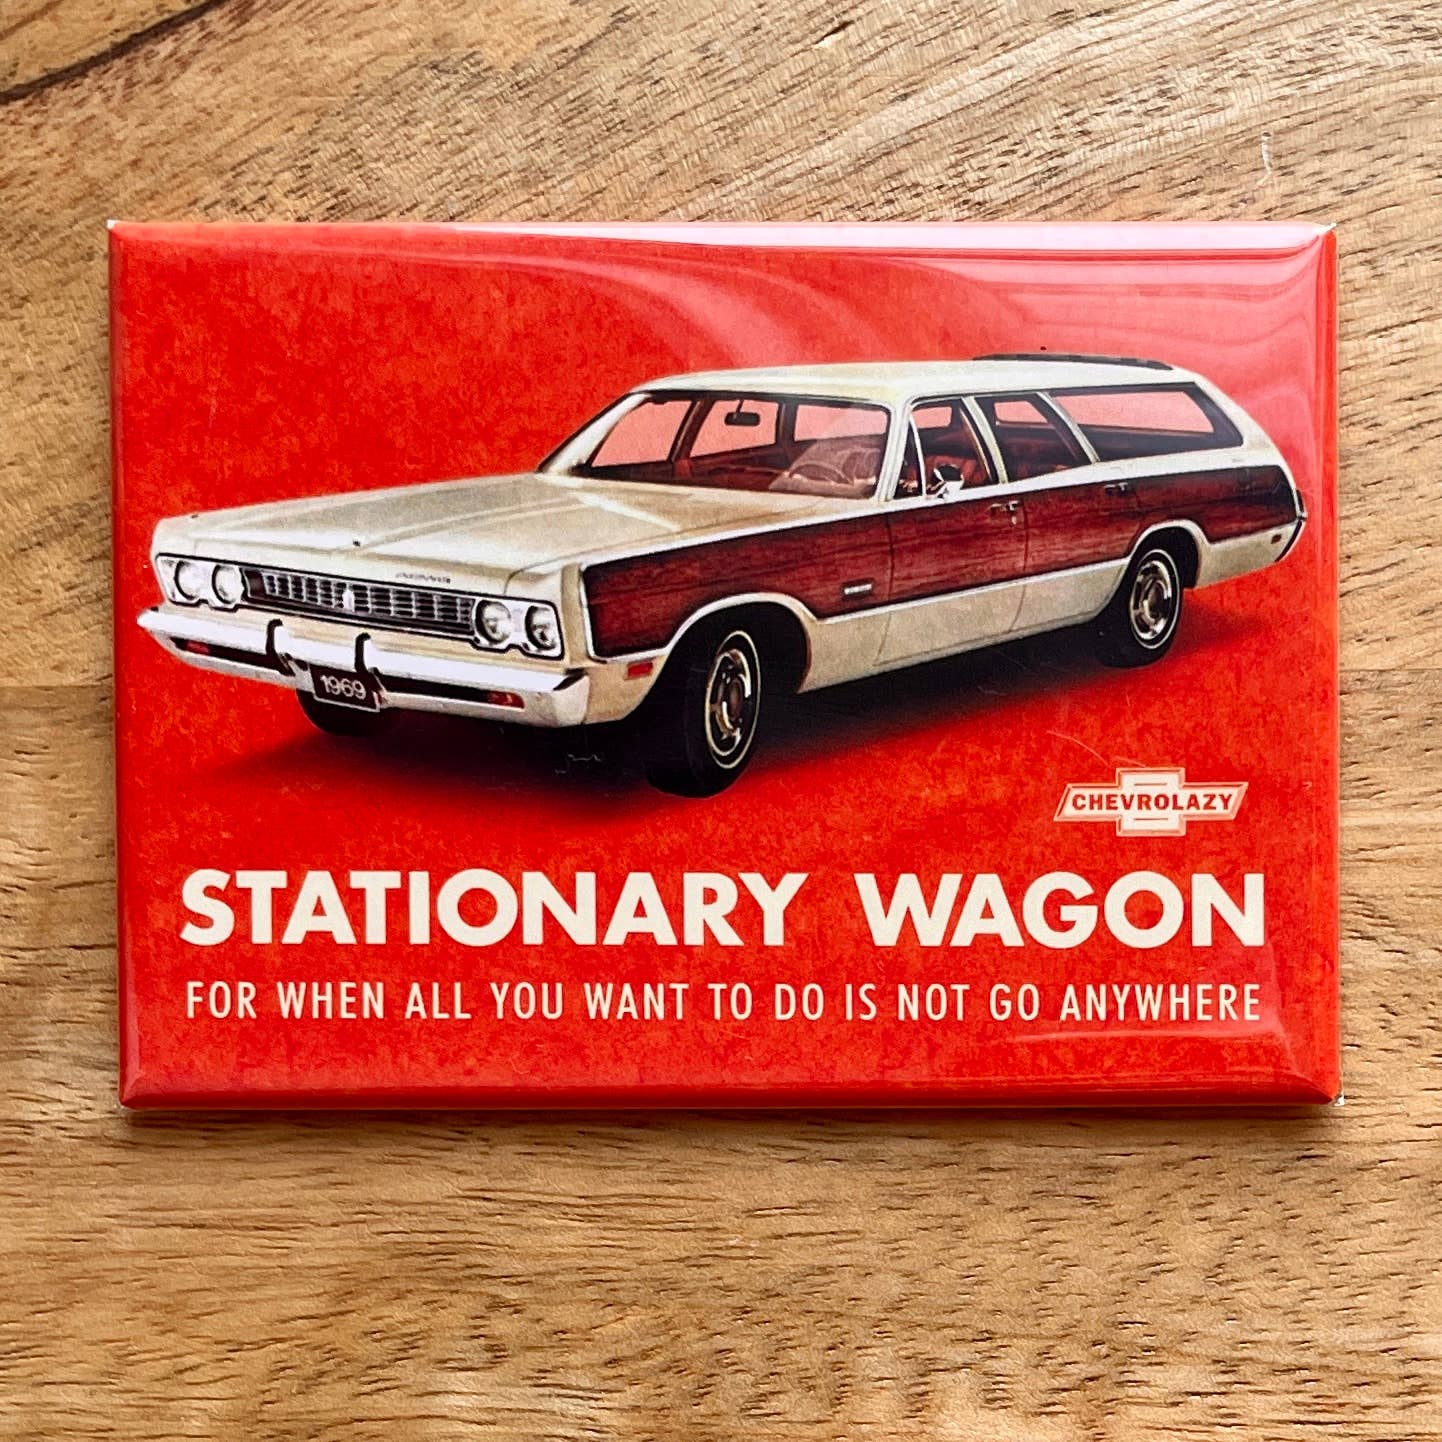 1969
CHEVROLAZY
STATIONARY WAGON
FOR WHEN ALL YOU WANT TO DO IS NOT GO ANYWHERE